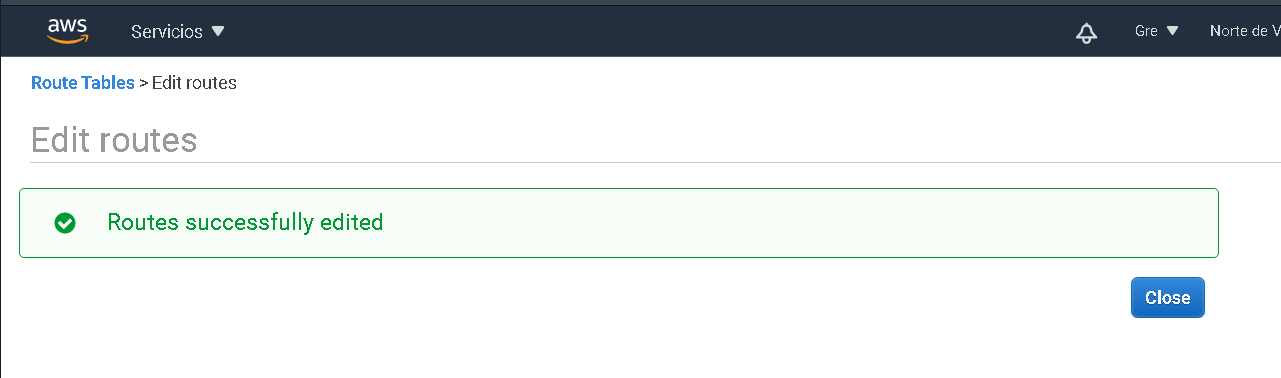 aws
Servicios
Gre
Norte de V
Route Tables > Edit routes
Edit routes
Routes successfully edited
Close